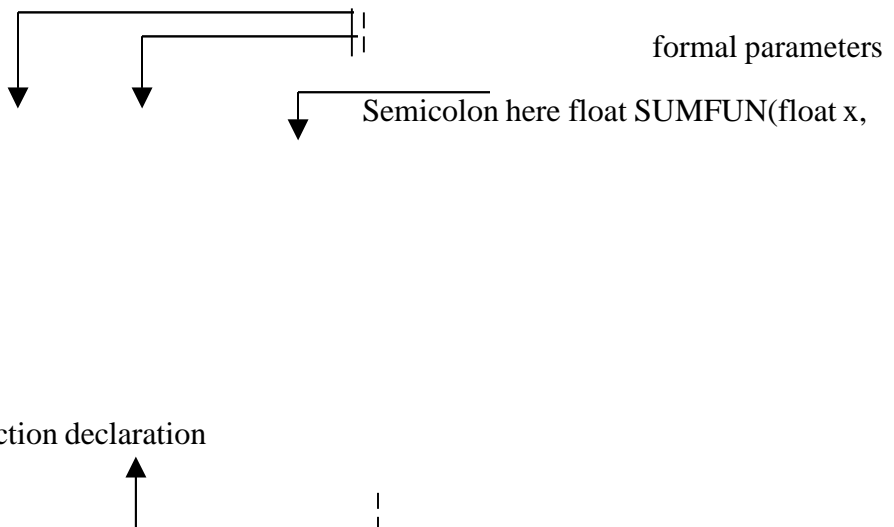 formal parameters
Semicolon here float SUMFUN(float x,
ction declaration